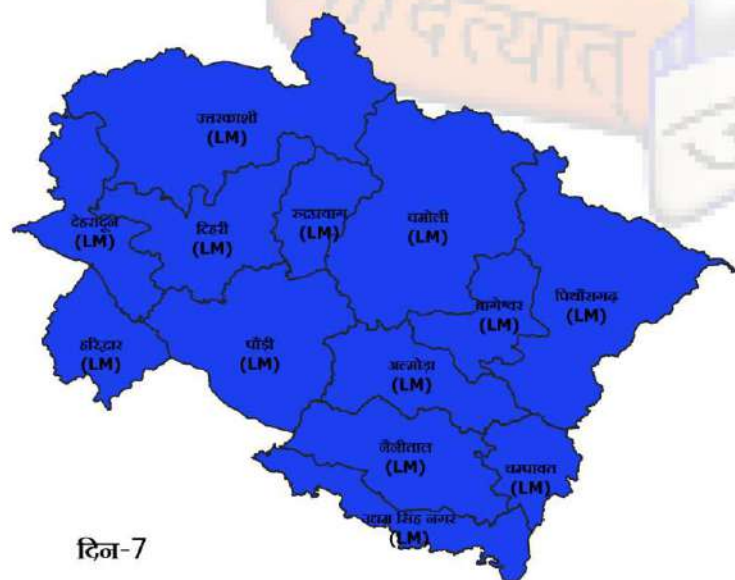 उत्तरकाशी
(LM)
देहरादून
(LM)
टिहरी
(LM)
रुद्रप्रयाग
(LM)
चमोली
(LM)
बागेश्वर
(LM)
पिथौरागढ़
(LM)
हरिद्वार
(LM)
पौड़ी
(LM)
अल्मोड़ा
(LM)
नैनीताल
(LM)
चम्पावत
(LM)
उधम सिंह नगर
(LM)
दिन-7